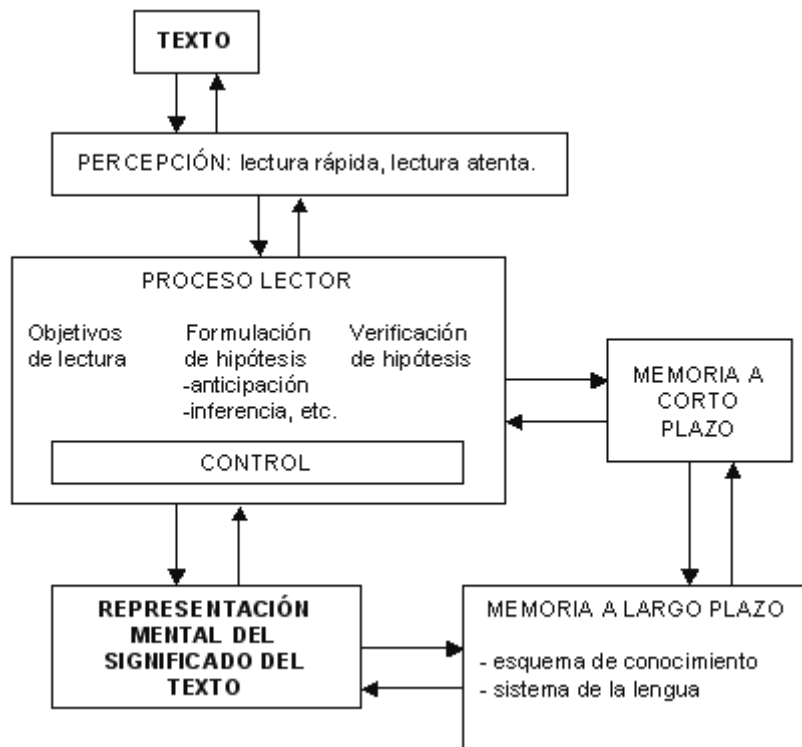 TEXTO
PERCEPCIÓN: lectura rápida, lectura atenta.
PROCESO LECTOR
Objetivos
de lectura
Formulación
de hipótesis
-anticipación
-inferencia, etc.
Verificación
de hipótesis
CONTROL
MEMORIA A
CORTO
PLAZO
REPRESENTACIÓN
MENTAL DEL
SIGNIFICADO DEL
TEXTO
MEMORIA A LARGO PLAZO
- esquema de conocimiento
- sistema de la lengua